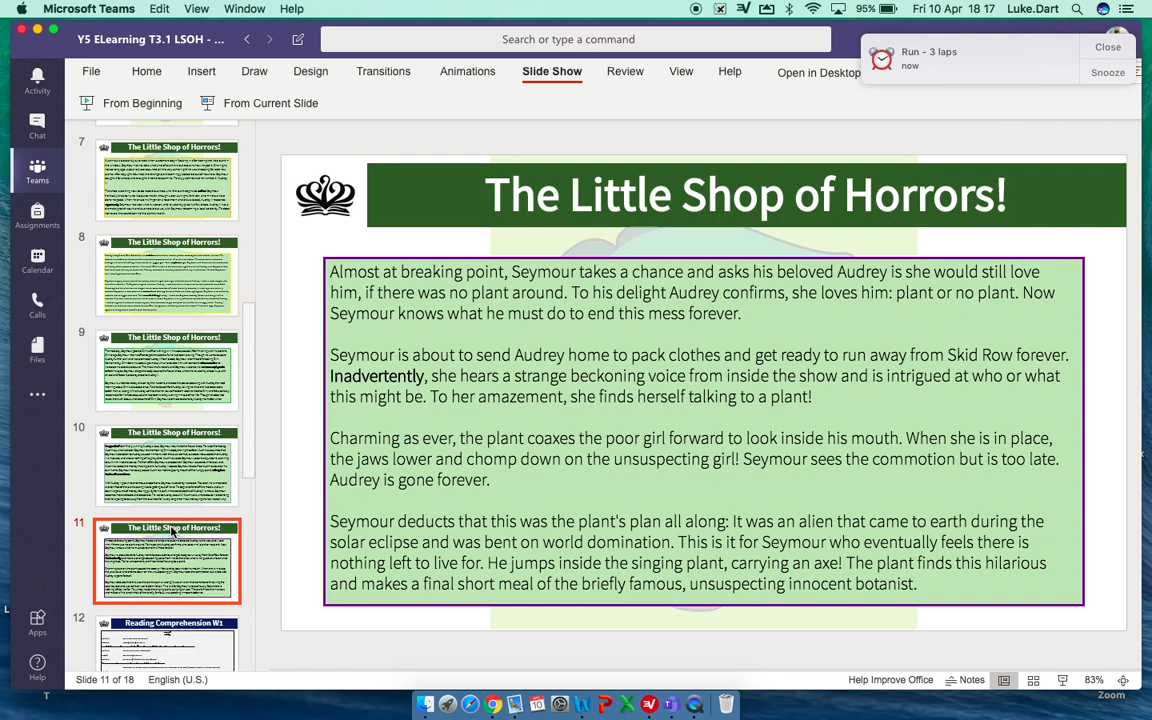 Microsoft Teams Edit View Window Help 95% Fri 10 Apr 18 17 Luke.Dart
Y5 ELearning T3.1 LSOH - ...
Search or type a command
Run - 3 laps
now
Close
Snooze
File Home Insert Draw Design Transitions Animations Slide Show Review View Help Open in Desktop
From Beginning From Current Slide
Activity
Chat
Teams
Assignments
Calendar
Calls
Files
Apps
Help
7
The Little Shop of Horrors!
8
The Little Shop of Horrors!
9
The Little Shop of Horrors!
10
The Little Shop of Horrors!
11
The Little Shop of Horrors!
12
Reading Comprehension W1
The Little Shop of Horrors!
Almost at breaking point, Seymour takes a chance and asks his beloved Audrey is she would still love
him, if there was no plant around. To his delight Audrey confirms, she loves him: plant or no plant. Now
Seymour knows what he must do to end this mess forever.
Seymour is about to send Audrey home to pack clothes and get ready to run away from Skid Row forever.
Inadvertently, she hears a strange beckoning voice from inside the show and is intrigued at who or what
this might be. To her amazement, she finds herself talking to a plant!
Charming as ever, the plant coaxes the poor girl forward to look inside his mouth. When she is in place,
the jaws lower and chomp down on the unsuspecting girl! Seymour sees the commotion but is too late.
Audrey is gone forever.
Seymour deducts that this was the plant's plan all along: It was an alien that came to earth during the
solar eclipse and was bent on world domination. This is it for Seymour who eventually feels there is
nothing left to live for. He jumps inside the singing plant, carrying an axe! The plant finds this hilarious
and makes a final short meal of the briefly famous, unsuspecting innocent botanist.
Slide 11 of 18 English (U.S.) Help Improve Office Notes 83%
Zoom